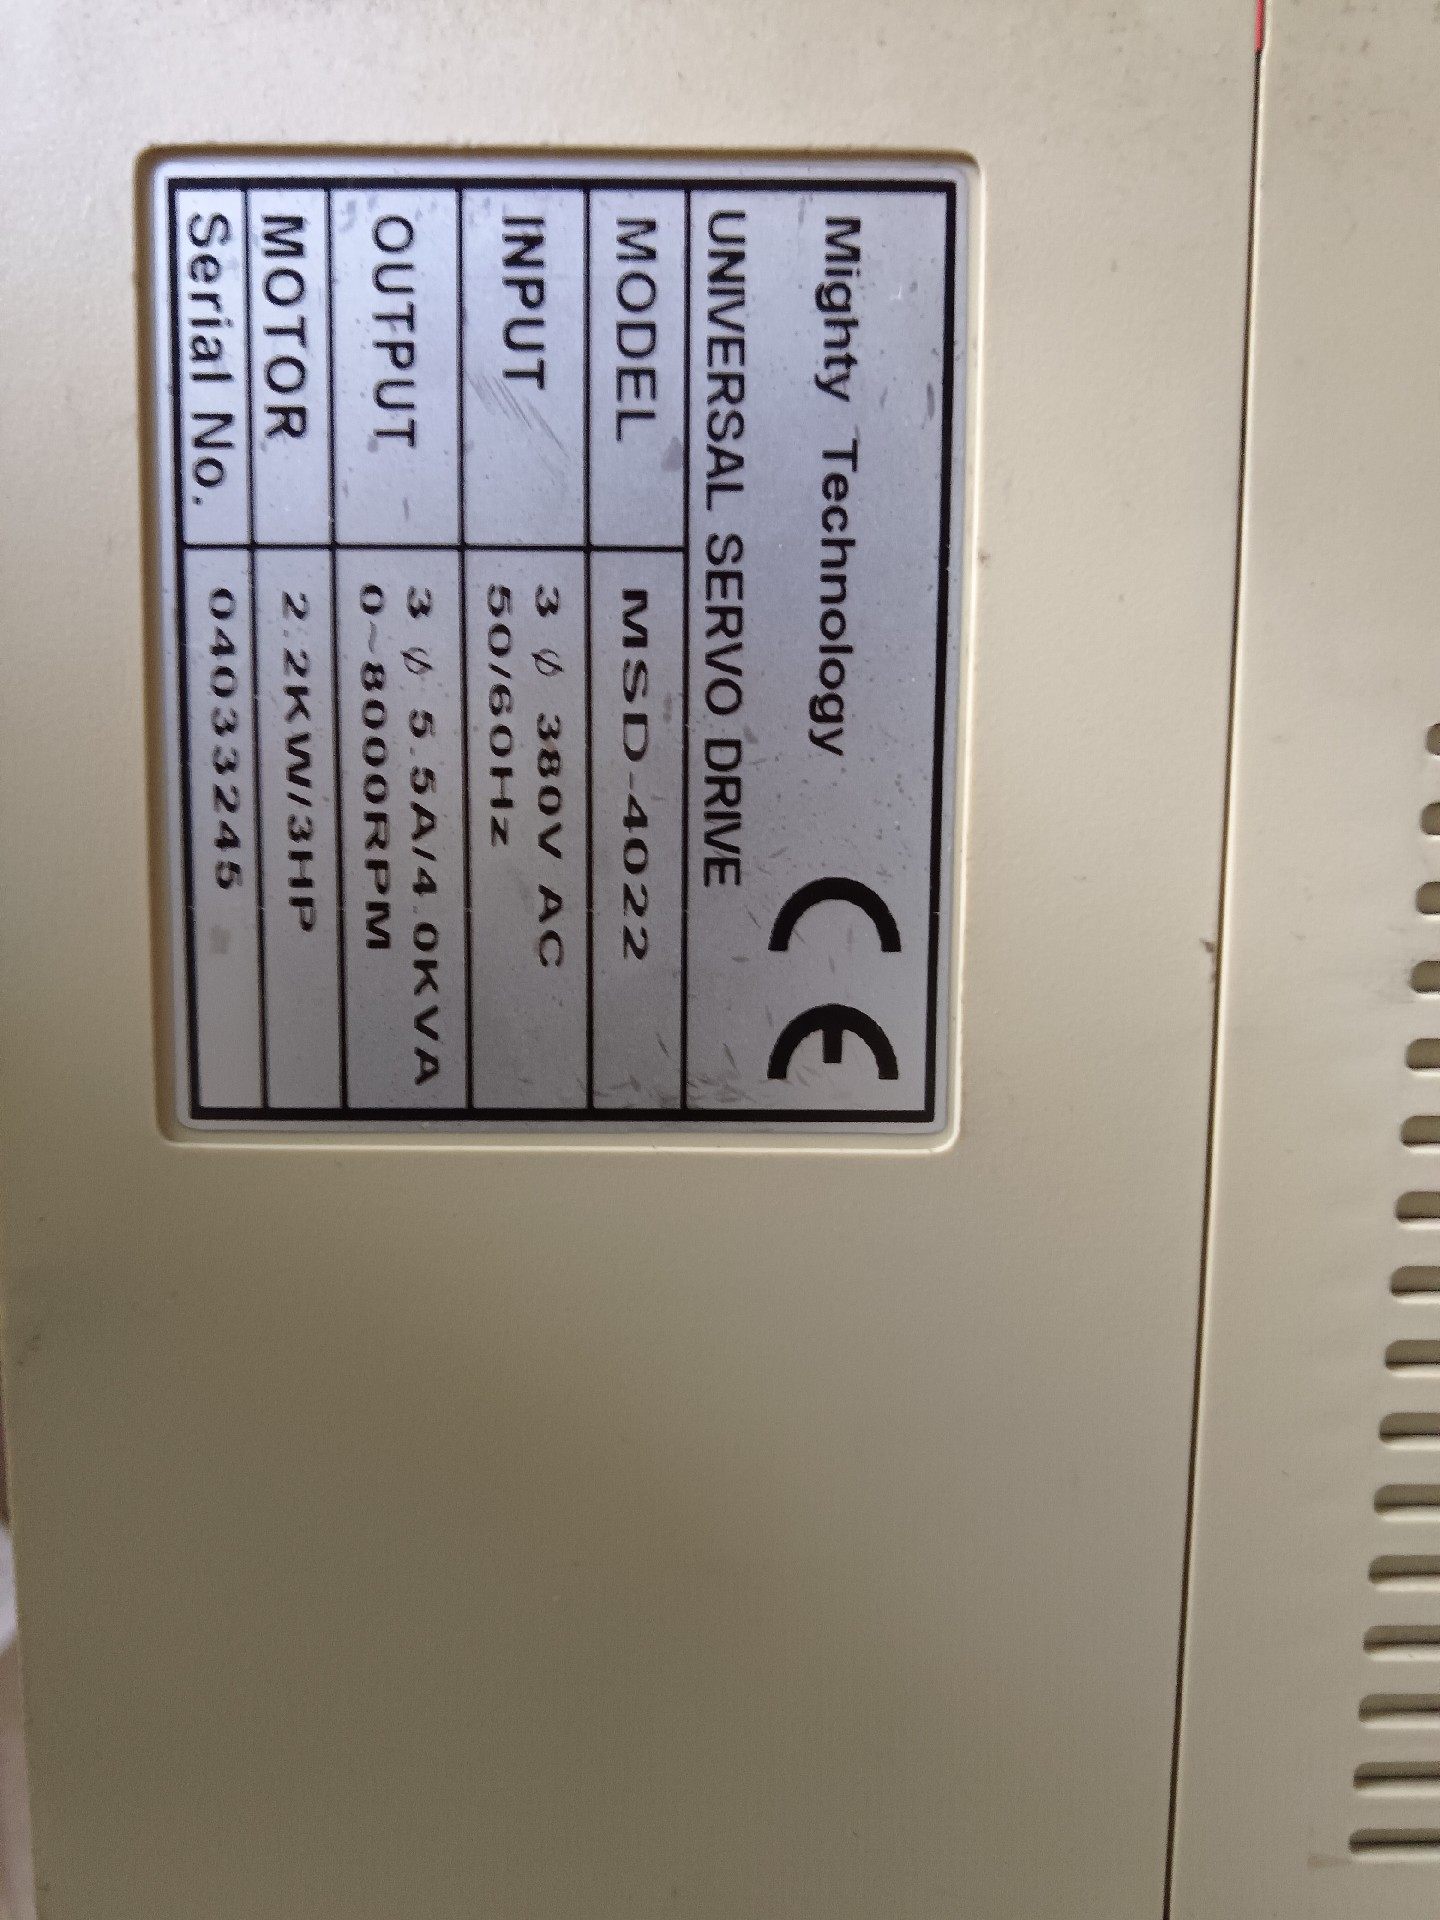 Mighty Technology CE
UNIVERSAL SERVO DRIVE
MODEL MSD-4022
INPUT 3 φ 380V AC
50/60Hz
OUTPUT 3 φ 5.5A/4.0KVA
0~8000RPM
MOTOR 2.2KW/3HP
Serial No. 04033245